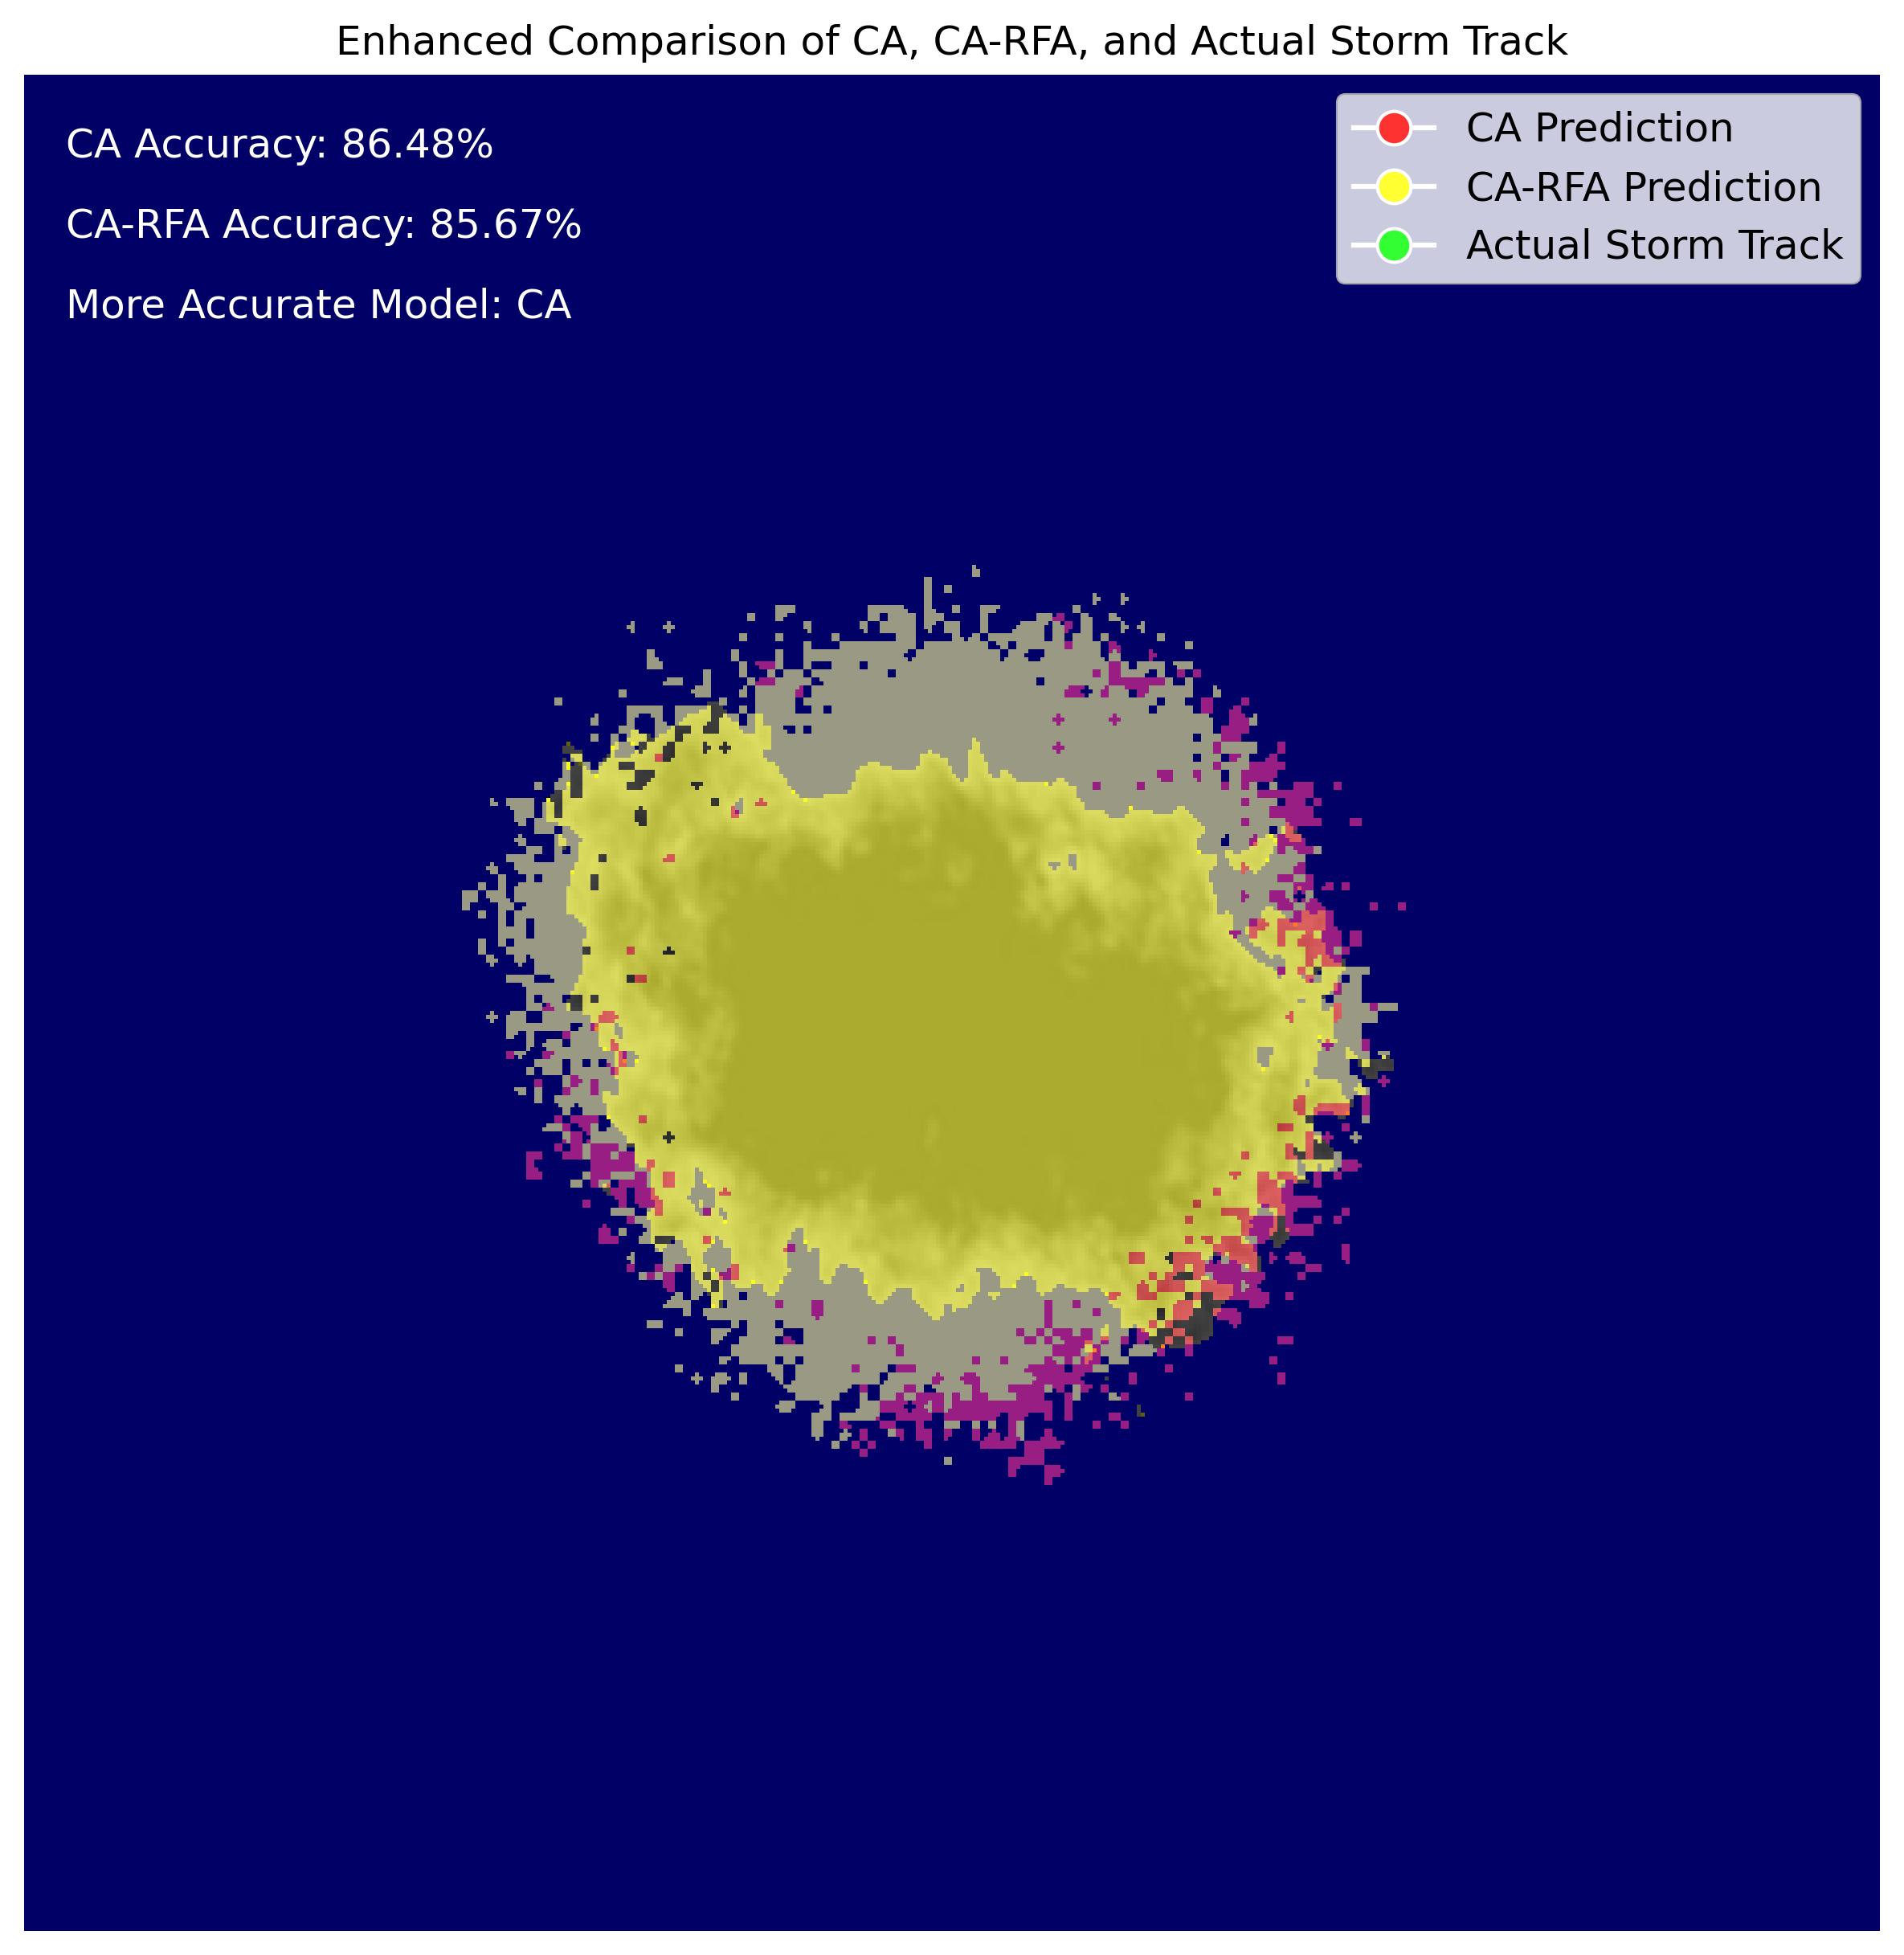 Enhanced Comparison of CA, CA-RFA, and Actual Storm Track
CA Accuracy: 86.48%
CA-RFA Accuracy: 85.67%
More Accurate Model: CA
CA Prediction
CA-RFA Prediction
Actual Storm Track